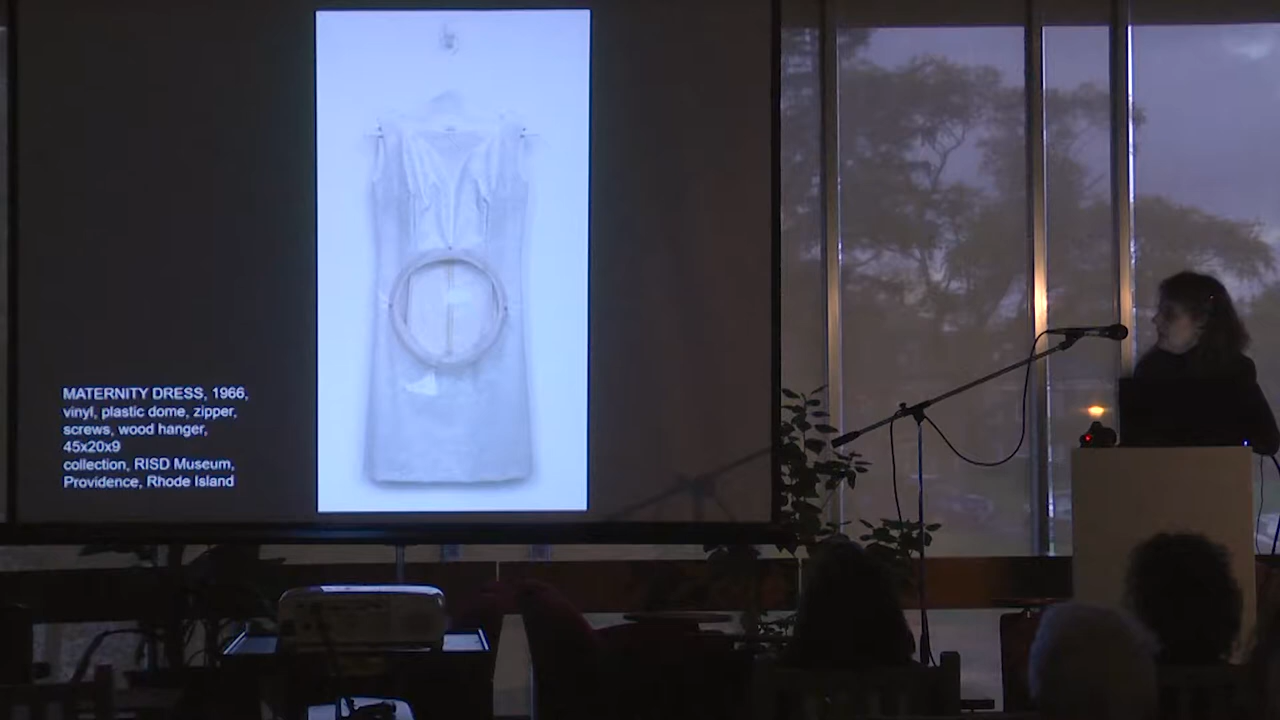 MATERNITY DRESS, 1966,
vinyl, plastic dome, zipper,
screws, wood hanger,
45x20x9
collection, RISD Museum,
Providence, Rhode Island